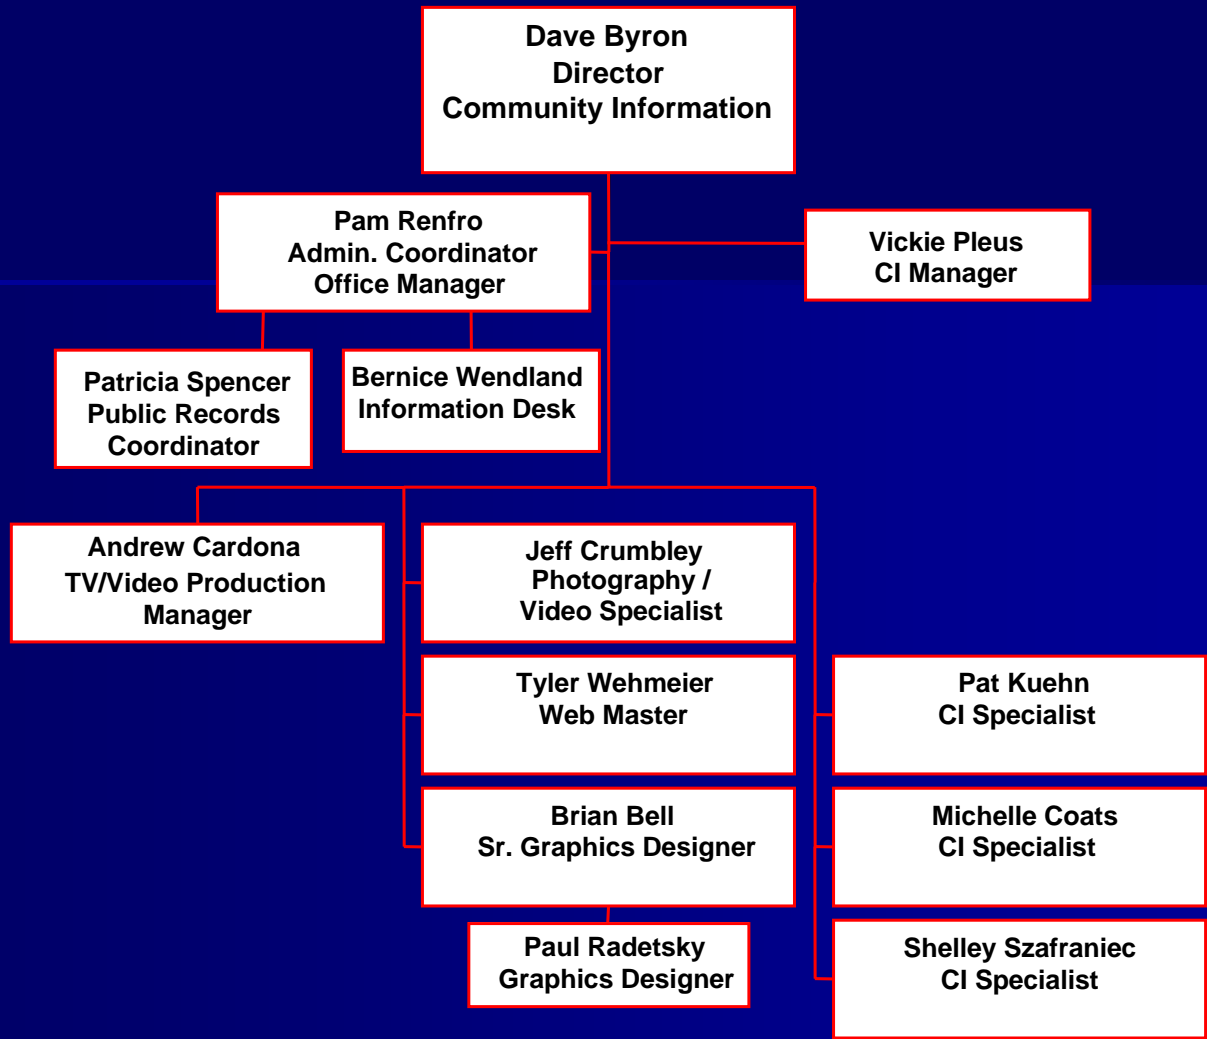 Dave Byron
Director
Community Information
Pam Renfro
Admin. Coordinator
Office Manager
Vickie Pleus
CI Manager
Patricia Spencer
Public Records
Coordinator
Bernice Wendland
Information Desk
Andrew Cardona
TV/Video Production
Manager
Jeff Crumbley
Photography /
Video Specialist
Tyler Wehmeier
Web Master
Pat Kuehn
CI Specialist
Brian Bell
Sr. Graphics Designer
Michelle Coats
CI Specialist
Paul Radetsky
Graphics Designer
Shelley Szafraniec
CI Specialist